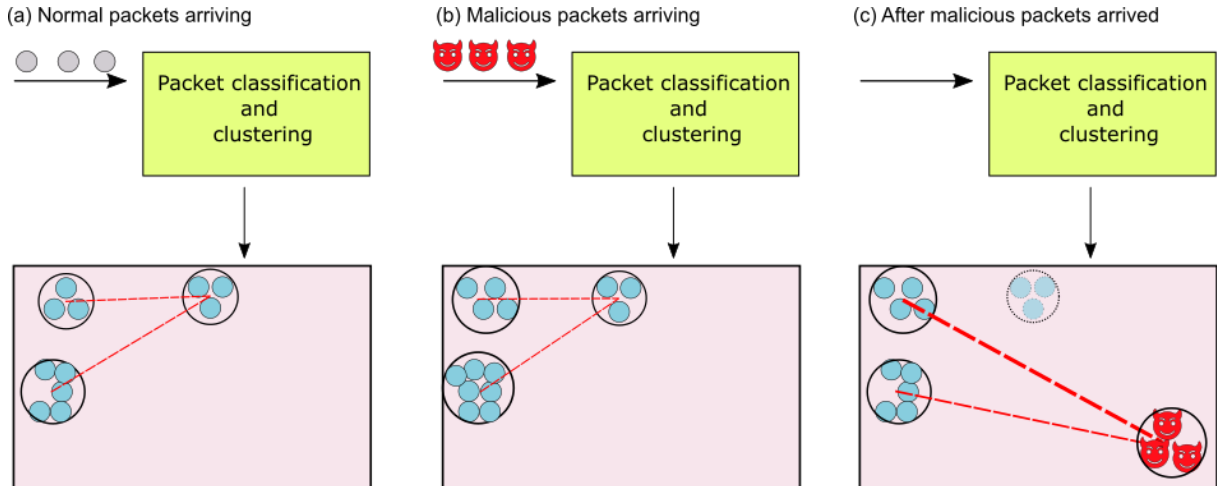 (a) Normal packets arriving
Packet classification
and
clustering
(b) Malicious packets arriving
Packet classification
and
clustering
(c) After malicious packets arrived
Packet classification
and
clustering